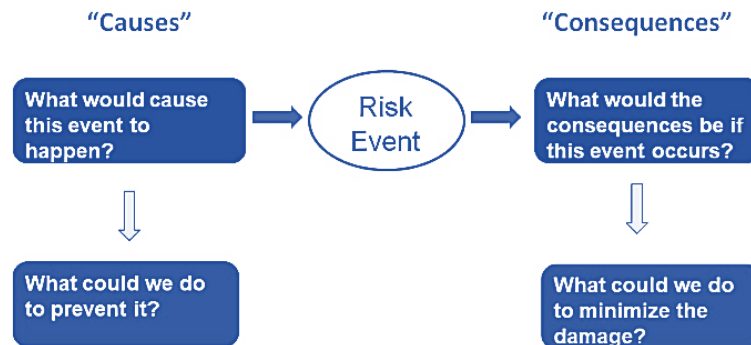 “Causes”
“Consequences”
What would cause
this event to
happen?
Risk
Event
What would the
consequences be if
this event occurs?
What could we do
to prevent it?
What could we do
to minimize the
damage?